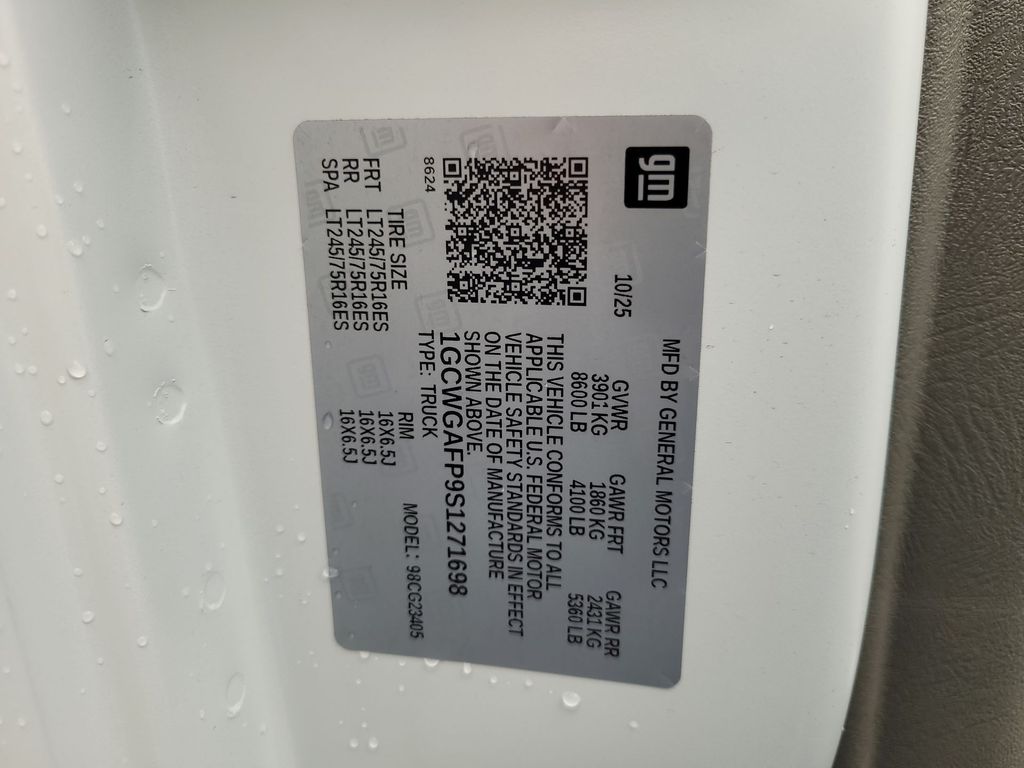 gm
MFD BY GENERAL MOTORS LLC
10/25
GVWR GAWR FRT GAWR RR
3901 KG 1860 KG 2431 KG
8600 LB 4100 LB 5360 LB
THIS VEHICLE CONFORMS TO ALL
APPLICABLE U.S. FEDERAL MOTOR
VEHICLE SAFETY STANDARDS IN EFFECT
ON THE DATE OF MANUFACTURE
SHOWN ABOVE.
1GCWGAFP9S1271698
TYPE: TRUCK
8624
MODEL: 98CG23405
TIRE SIZE RIM
FRT LT245/75R16ES 16X6.5J
RR LT245/75R16ES 16X6.5J
SPA LT245/75R16ES 16X6.5J